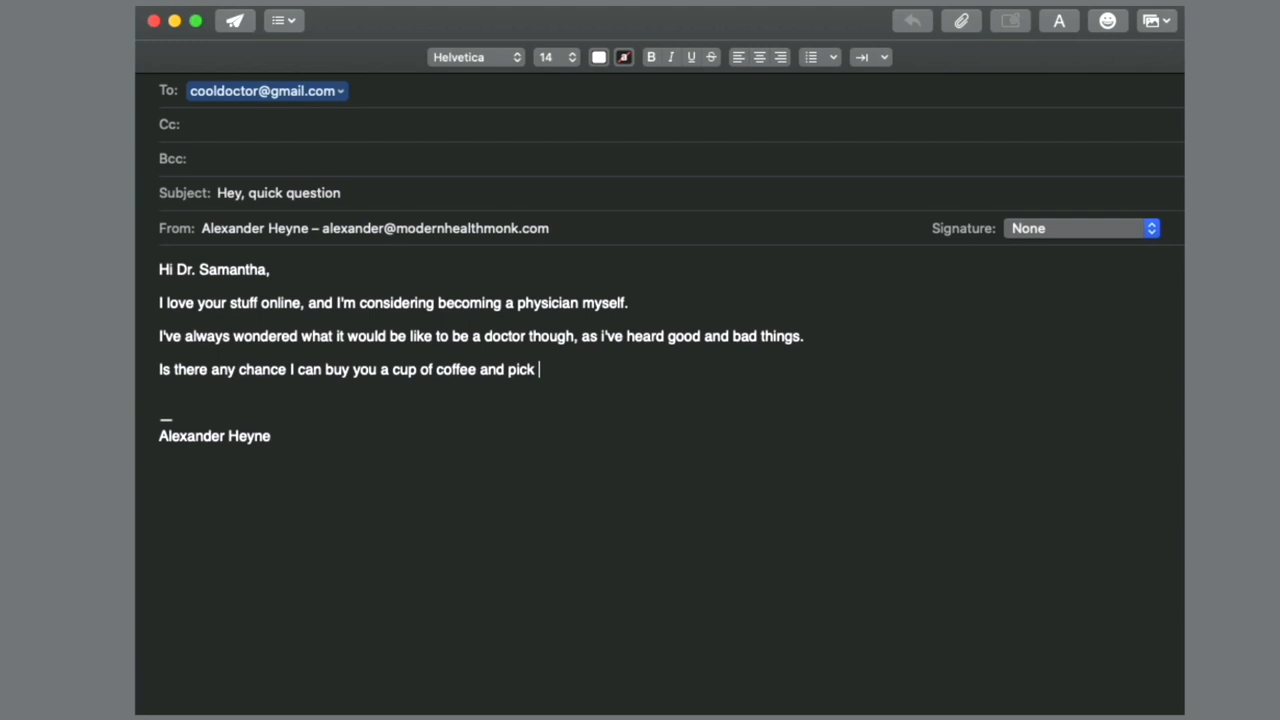 Helvetica 14 a B I U S
A
To: cooldoctor@gmail.com
Cc:
Bcc:
Subject: Hey, quick question
From: Alexander Heyne – alexander@modernhealthmonk.com Signature: None
Hi Dr. Samantha,
I love your stuff online, and I'm considering becoming a physician myself.
I've always wondered what it would be like to be a doctor though, as i've heard good and bad things.
Is there any chance I can buy you a cup of coffee and pick
—
Alexander Heyne